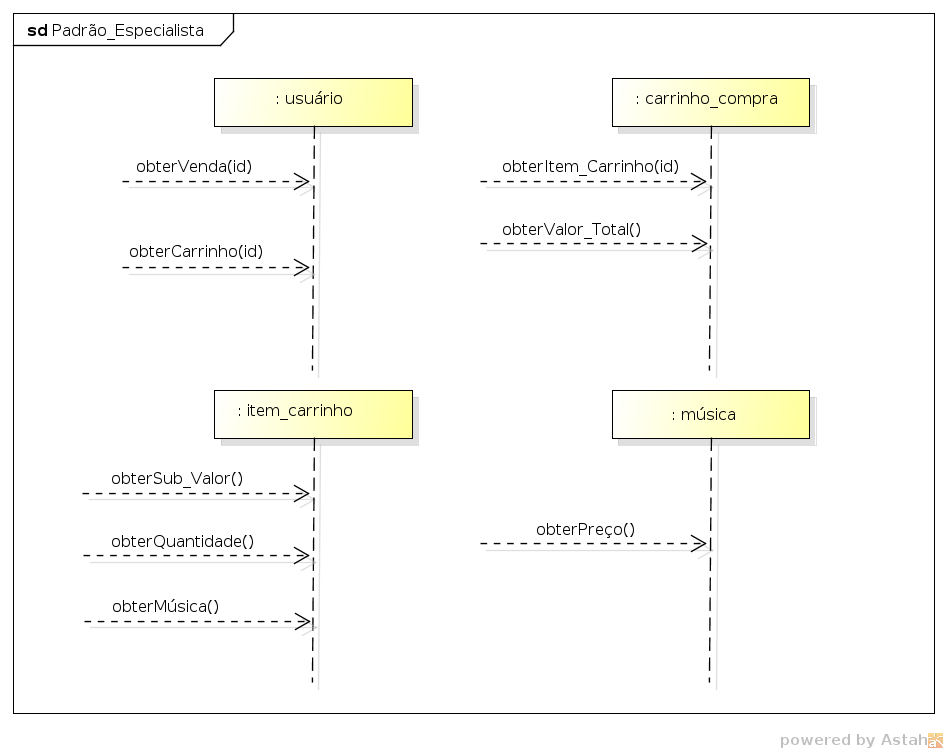 sd Padrão_Especialista
: usuário
: carrinho_compra
obterVenda(id)
obterItem_Carrinho(id)
obterValor_Total()
obterCarrinho(id)
: item_carrinho
: música
obterSub_Valor()
obterPreço()
obterQuantidade()
obterMúsica()
powered by Astah